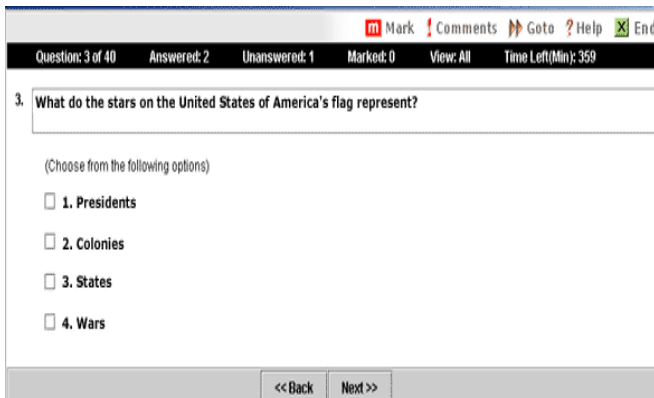 m Mark ! Comments Goto ? Help X End
Question: 3 of 40 Answered: 2 Unanswered: 1 Marked: 0 View: All Time Left(Min): 359
3. What do the stars on the United States of America's flag represent?
(Choose from the following options)
1. Presidents
2. Colonies
3. States
4. Wars
<< Back Next >>